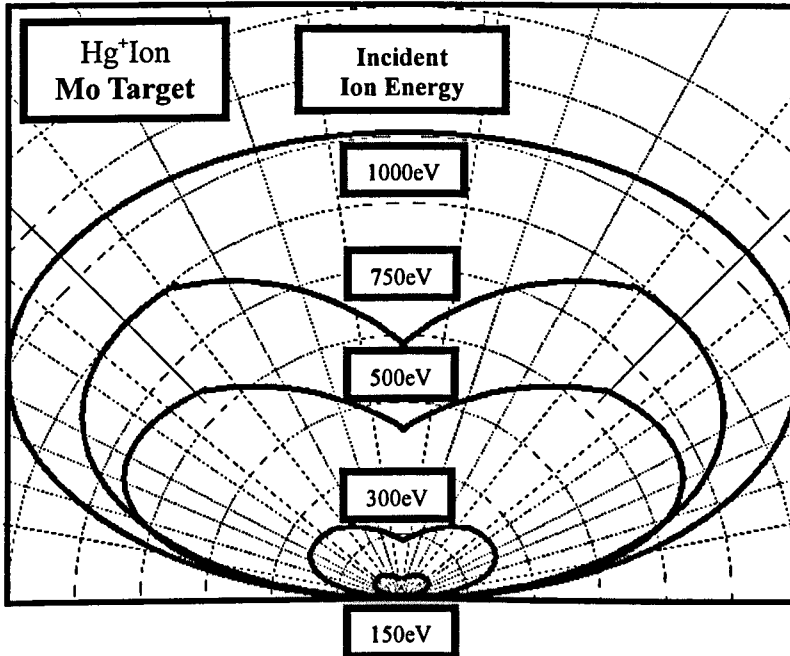 Hg⁺Ion
Mo Target
Incident
Ion Energy
1000eV
750eV
500eV
300eV
150eV